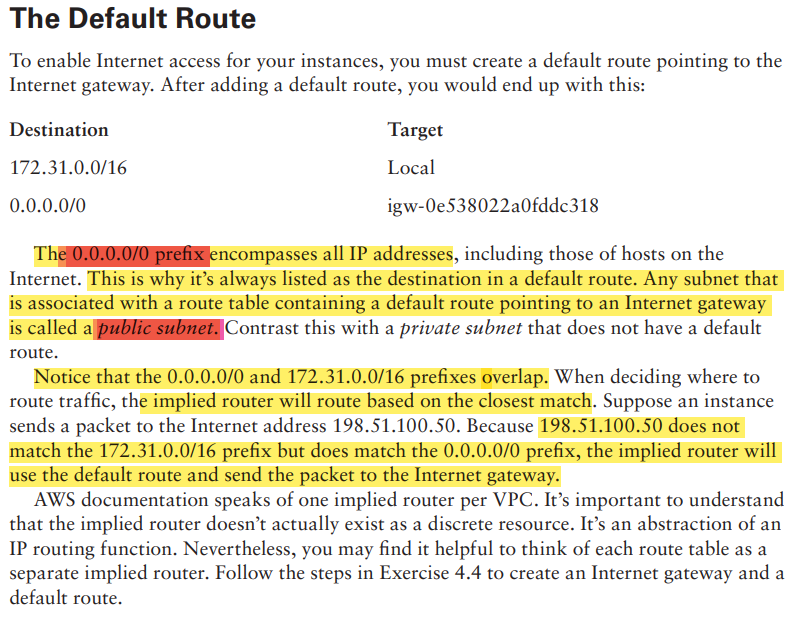 The Default Route
To enable Internet access for your instances, you must create a default route pointing to the
Internet gateway. After adding a default route, you would end up with this:
Destination Target
172.31.0.0/16 Local
0.0.0.0/0 igw-0e538022a0fddc318
The 0.0.0.0/0 prefix encompasses all IP addresses, including those of hosts on the
Internet. This is why it’s always listed as the destination in a default route. Any subnet that
is associated with a route table containing a default route pointing to an Internet gateway
is called a public subnet. Contrast this with a private subnet that does not have a default
route.
Notice that the 0.0.0.0/0 and 172.31.0.0/16 prefixes overlap. When deciding where to
route traffic, the implied router will route based on the closest match. Suppose an instance
sends a packet to the Internet address 198.51.100.50. Because 198.51.100.50 does not
match the 172.31.0.0/16 prefix but does match the 0.0.0.0/0 prefix, the implied router will
use the default route and send the packet to the Internet gateway.
AWS documentation speaks of one implied router per VPC. It’s important to understand
that the implied router doesn’t actually exist as a discrete resource. It’s an abstraction of an
IP routing function. Nevertheless, you may find it helpful to think of each route table as a
separate implied router. Follow the steps in Exercise 4.4 to create an Internet gateway and a
default route.